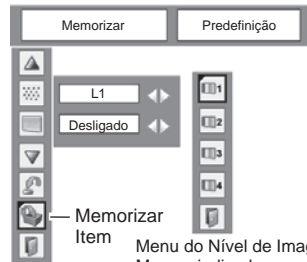 Memorizar
Predefinição
L1
Desligado
1
2
3
4
Memorizar
Item
Menu do Nível de Imag